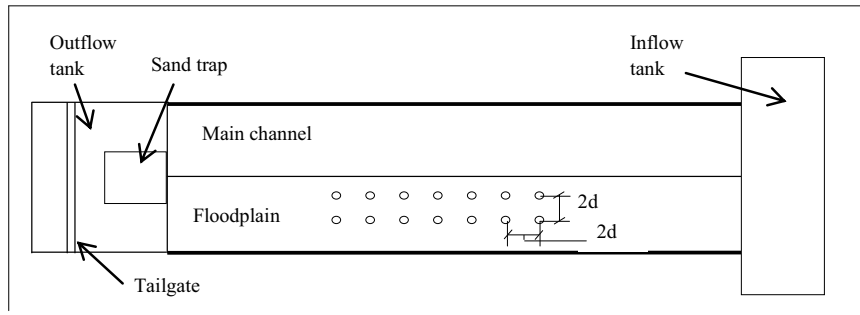 Outflow
tank
Sand trap
Inflow
tank
Main channel
Floodplain
2d
2d
Tailgate